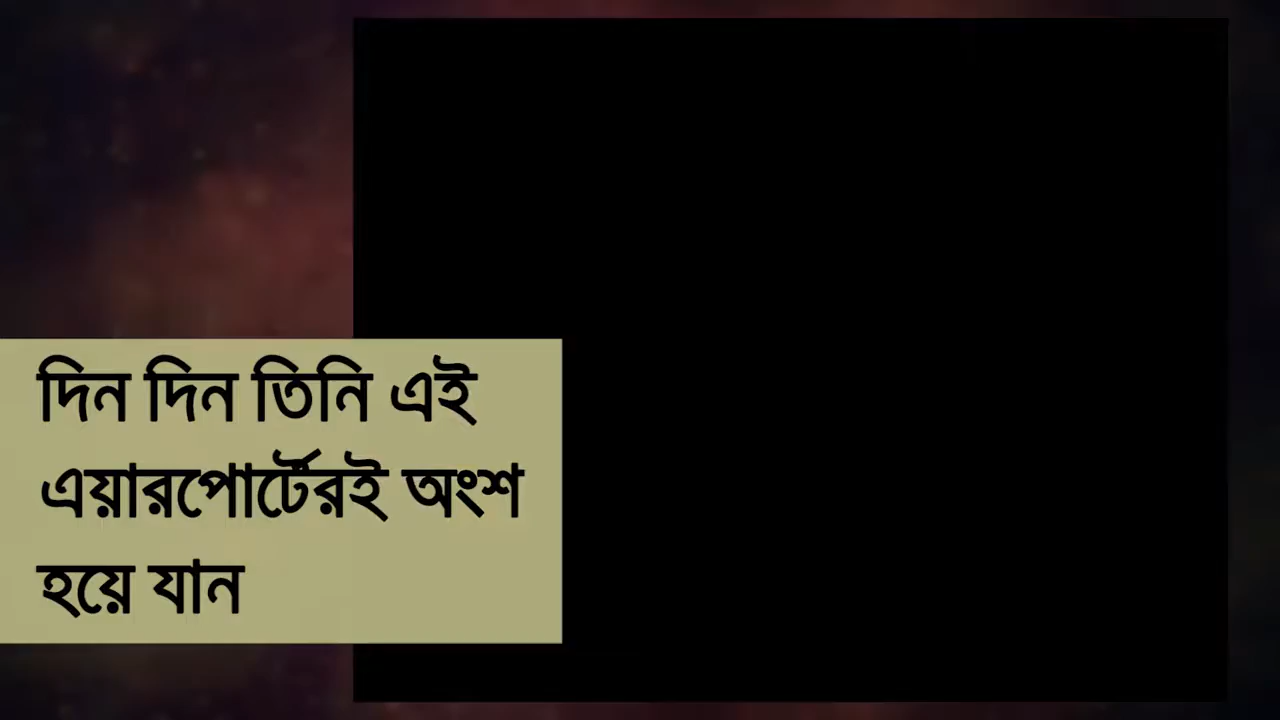 দিন দিন তিনি এই
এয়ারপোর্টেরই অংশ
হয়ে যান